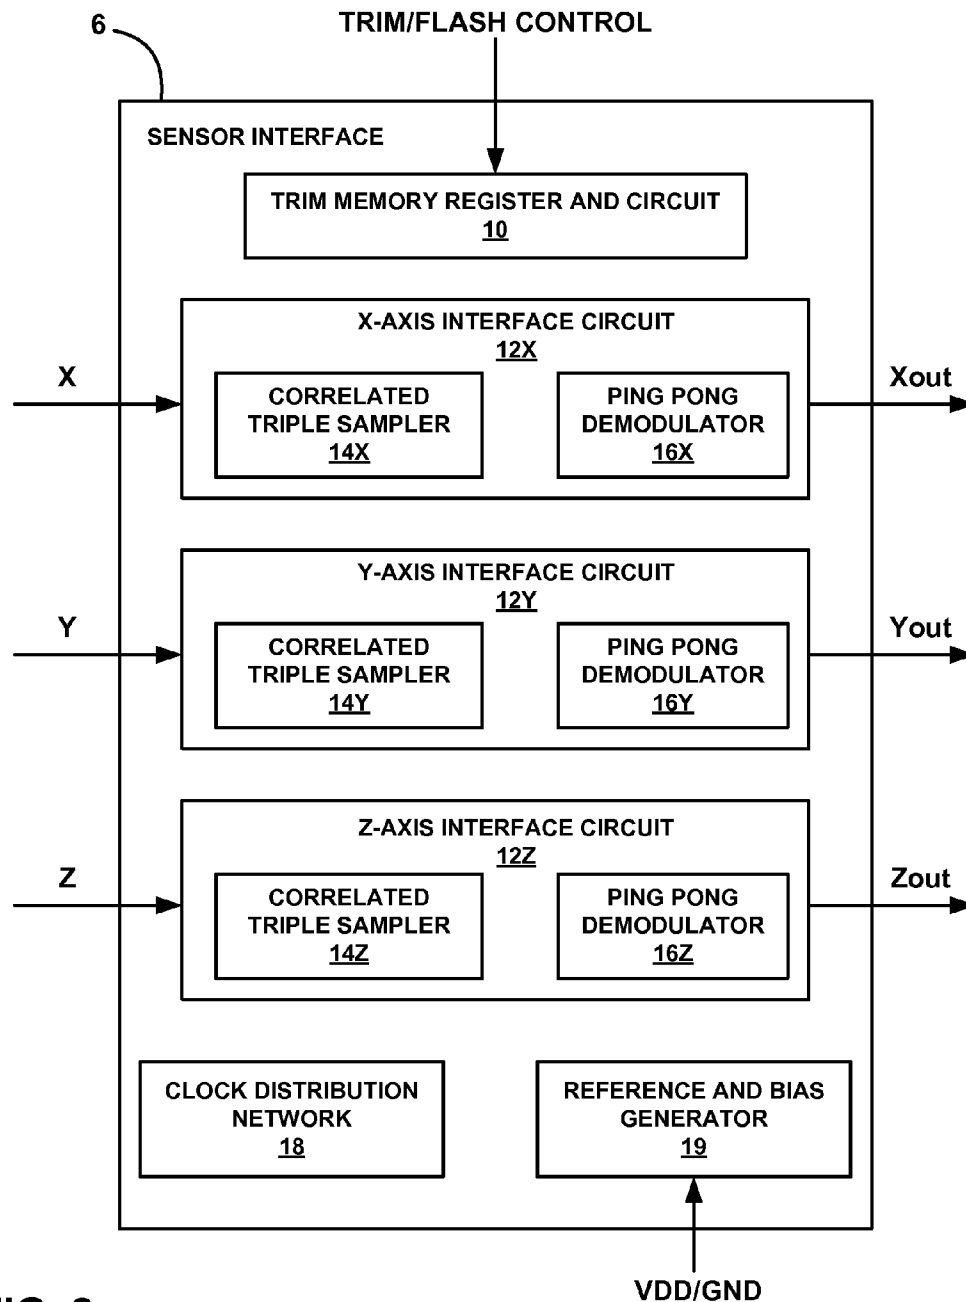 6
TRIM/FLASH CONTROL
SENSOR INTERFACE
TRIM MEMORY REGISTER AND CIRCUIT
10
X-AXIS INTERFACE CIRCUIT
12X
X
CORRELATED
TRIPLE SAMPLER
14X
PING PONG
DEMODULATOR
16X
Xout
Y-AXIS INTERFACE CIRCUIT
12Y
Y
CORRELATED
TRIPLE SAMPLER
14Y
PING PONG
DEMODULATOR
16Y
Yout
Z-AXIS INTERFACE CIRCUIT
12Z
Z
CORRELATED
TRIPLE SAMPLER
14Z
PING PONG
DEMODULATOR
16Z
Zout
CLOCK DISTRIBUTION
NETWORK
18
REFERENCE AND BIAS
GENERATOR
19
VDD/GND